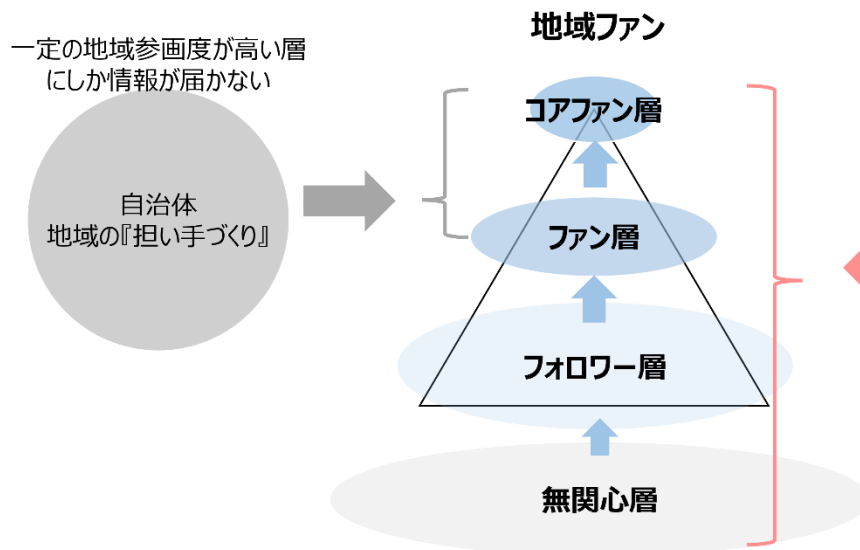 一定の地域参画度が高い層
にしか情報が届かない
自治体
地域の『担い手づくり』
地域ファン
コアファン層
ファン層
フォロワー層
無関心層